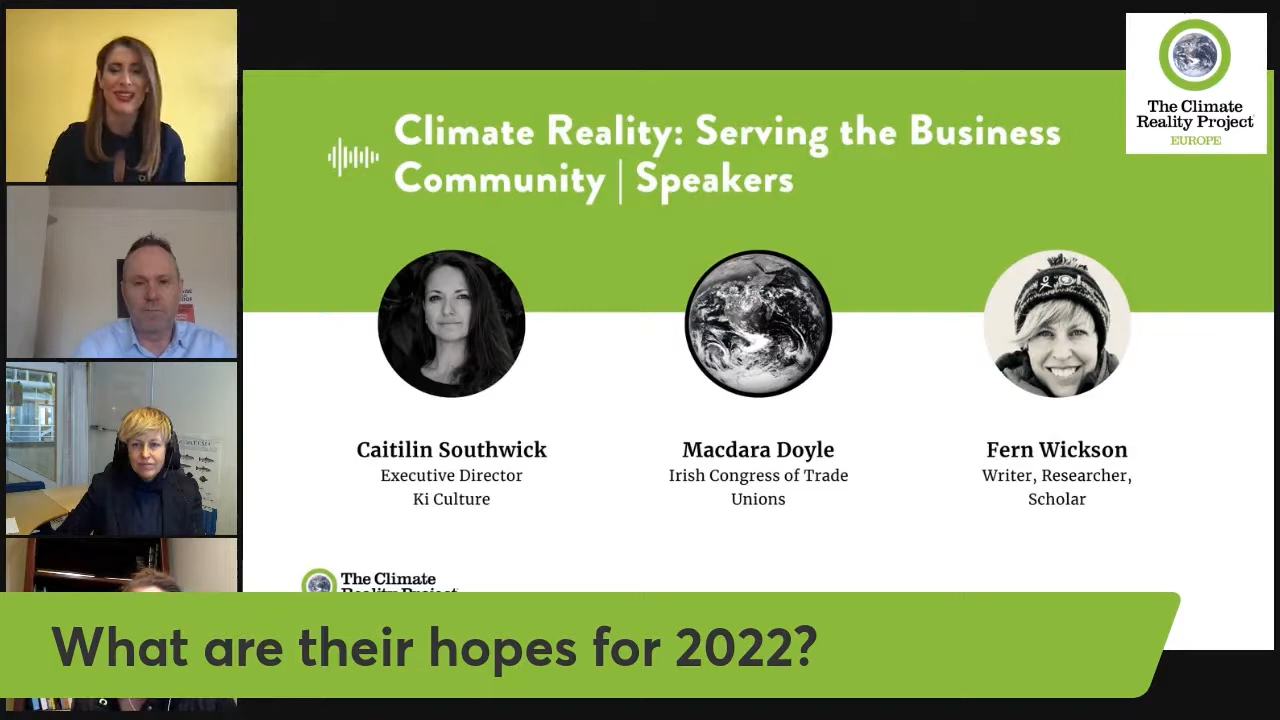 The Climate
Reality Project
EUROPE
Climate Reality: Serving the Business
Community | Speakers
Caitilin Southwick
Executive Director
Ki Culture
Macdara Doyle
Irish Congress of Trade
Unions
Fern Wickson
Writer, Researcher,
Scholar
The Climate
Reality Project
What are their hopes for 2022?